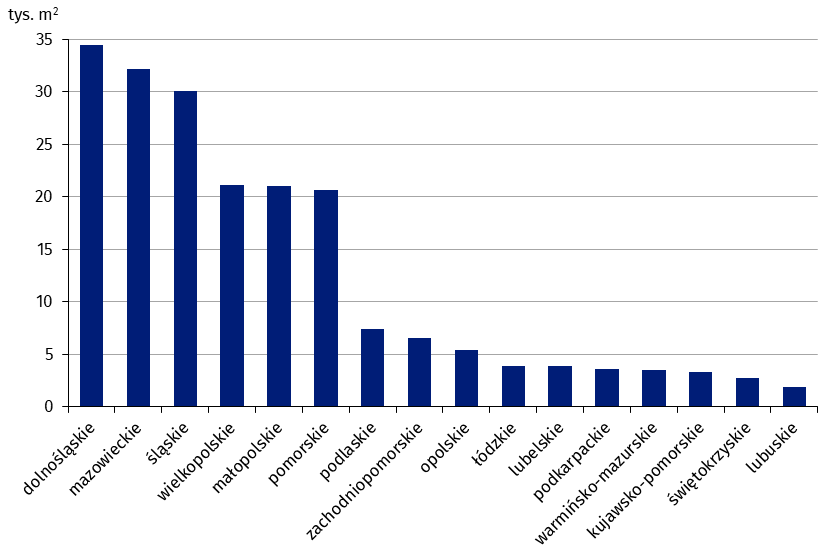 tys. m²
35
30
25
20
15
10
5
0
dolnośląskie
mazowieckie
śląskie
wielkopolskie
małopolskie
pomorskie
podlaskie
zachodniopomorskie
opolskie
łódzkie
lubelskie
podkarpackie
warmińsko-mazurskie
kujawsko-pomorskie
świętokrzyskie
lubuskie